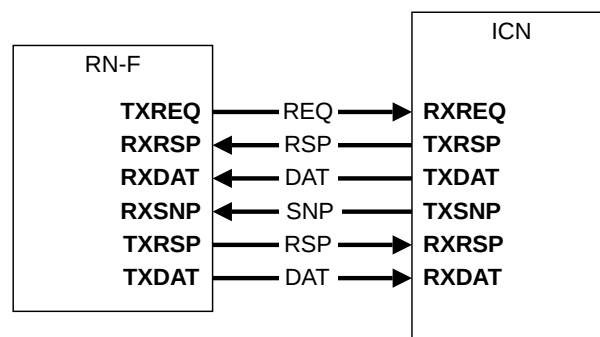 ICN
RN-F
TXREQ REQ RXREQ
RXRSP RSP TXRSP
RXDAT DAT TXDAT
RXSNP SNP TXSNP
TXRSP RSP RXRSP
TXDAT DAT RXDAT